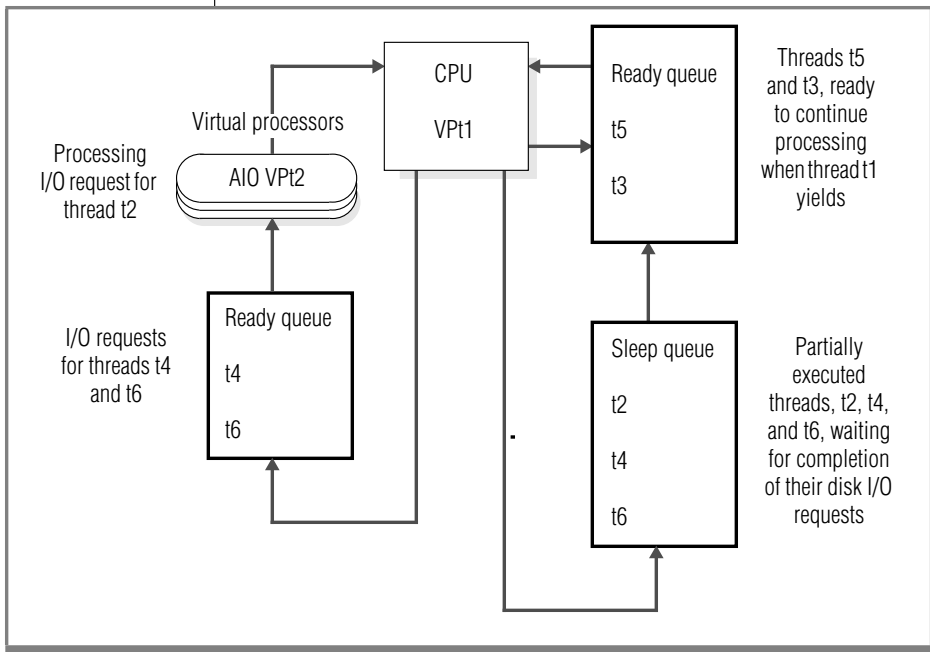 Processing
I/O request for
thread t2
Virtual processors
AIO VPt2
CPU
VPt1
Ready queue
t5
t3
Threads t5
and t3, ready
to continue
processing
when thread t1
yields
I/O requests
for threads t4
and t6
Ready queue
t4
t6
Sleep queue
t2
t4
t6
Partially
executed
threads, t2, t4,
and t6, waiting
for completion
of their disk I/O
requests